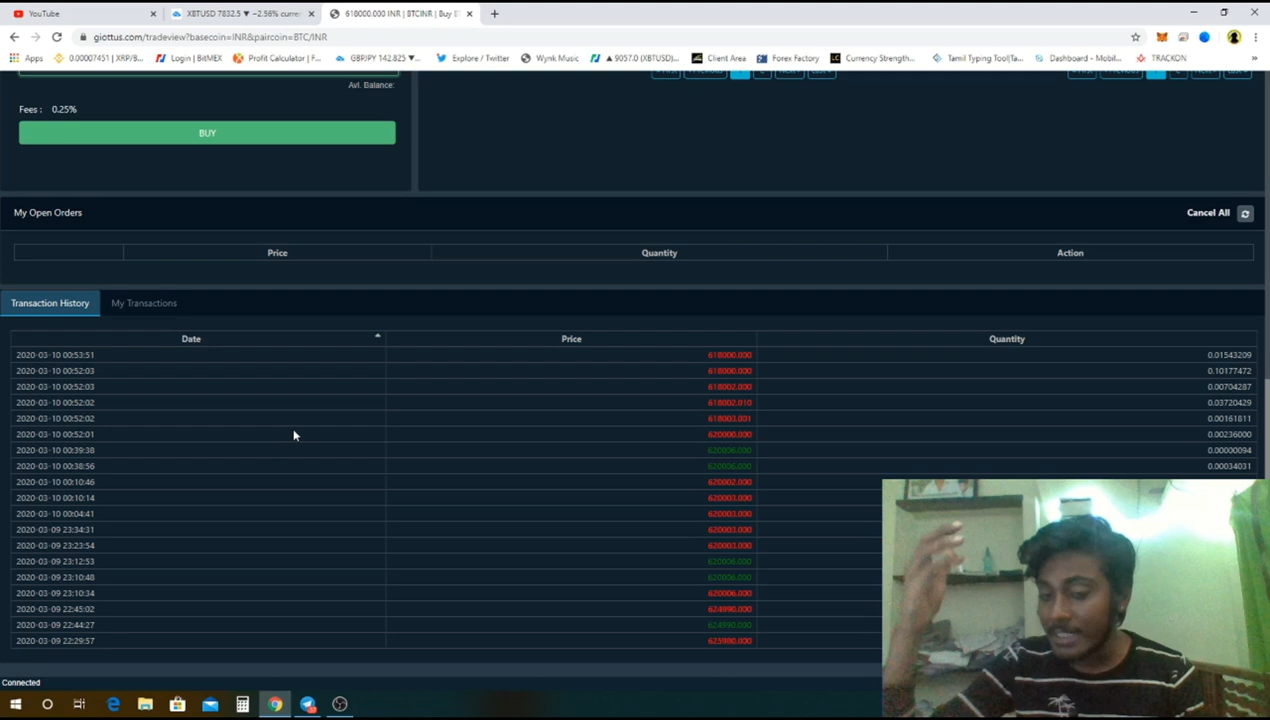 YouTube
XBTUSD 7832.5 ▼ −2.56% curre
618000.000 INR | BTCINR | Buy B
giottus.com/tradeview?basecoin=INR&paircoin=BTC/INR
Apps
0.00007451 | XRP/B...
Login | BitMEX
Profit Calculator | F...
GBPJPY 142.825 ▼...
Explore / Twitter
Wynk Music
▲ 9057.0 (XBTUSD)...
Client Area
Forex Factory
Currency Strength...
Tamil Typing Tool|Ta...
Dashboard - Mobil...
TRACKON
»
Avl. Balance:
Fees : 0.25%
BUY
My Open Orders
Cancel All
Price Quantity Action
Transaction History My Transactions
Date Price Quantity
2020-03-10 00:53:51 618000.000 0.01543209
2020-03-10 00:52:03 618000.000 0.10177472
2020-03-10 00:52:03 618002.000 0.00704287
2020-03-10 00:52:02 618002.010 0.03720429
2020-03-10 00:52:02 618003.001 0.00161811
2020-03-10 00:52:01 620000.000 0.00236000
2020-03-10 00:39:38 620006.000 0.00000094
2020-03-10 00:38:56 620006.000 0.00034031
2020-03-10 00:10:46 620002.000
2020-03-10 00:10:14 620003.000
2020-03-10 00:04:41 620003.000
2020-03-09 23:34:31 620003.000
2020-03-09 23:23:54 620003.000
2020-03-09 23:12:53 620006.000
2020-03-09 23:10:48 620006.000
2020-03-09 23:10:34 620006.000
2020-03-09 22:45:02 624990.000
2020-03-09 22:44:27 624990.000
2020-03-09 22:29:57 625980.000
Connected